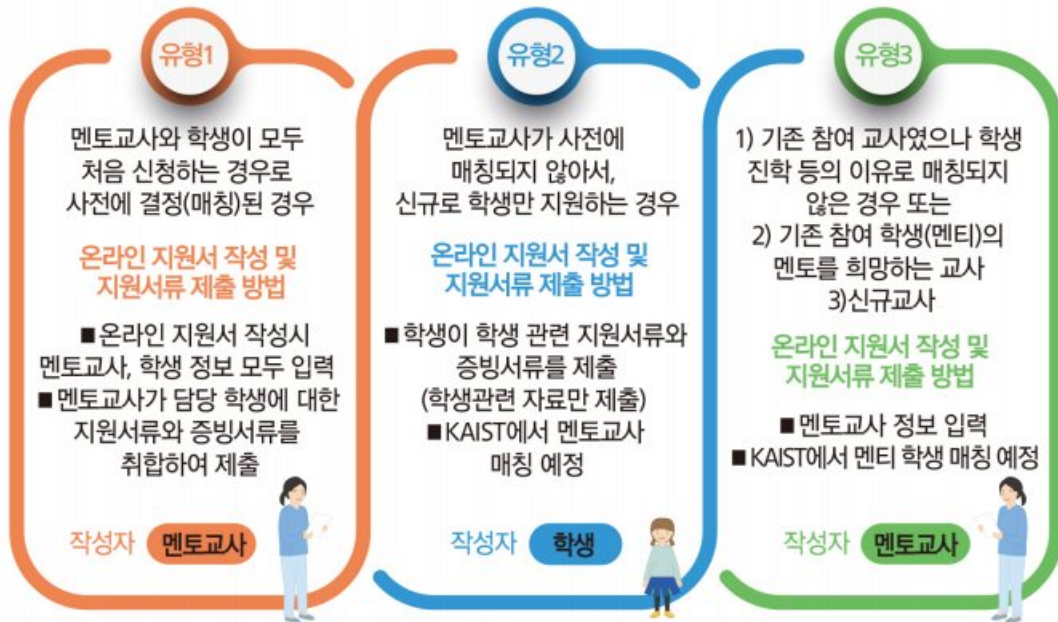 유형1
멘토교사와 학생이 모두
처음 신청하는 경우로
사전에 결정(매칭)된 경우
온라인 지원서 작성 및
지원서류 제출 방법
■ 온라인 지원서 작성시
멘토교사, 학생 정보 모두 입력
■ 멘토교사가 담당 학생에 대한
지원서류와 증빙서류를
취합하여 제출
작성자 멘토교사
유형2
멘토교사가 사전에
매칭되지 않아서,
신규로 학생만 지원하는 경우
온라인 지원서 작성 및
지원서류 제출 방법
■ 학생이 학생 관련 지원서류와
증빙서류를 제출
(학생관련 자료만 제출)
■ KAIST에서 멘토교사
매칭 예정
작성자 학생
유형3
1) 기존 참여 교사였으나 학생
진학 등의 이유로 매칭되지
않은 경우 또는
2) 기존 참여 학생(멘티)의
멘토를 희망하는 교사
3)신규교사
온라인 지원서 작성 및
지원서류 제출 방법
■ 멘토교사 정보 입력
■ KAIST에서 멘티 학생 매칭 예정
작성자 멘토교사